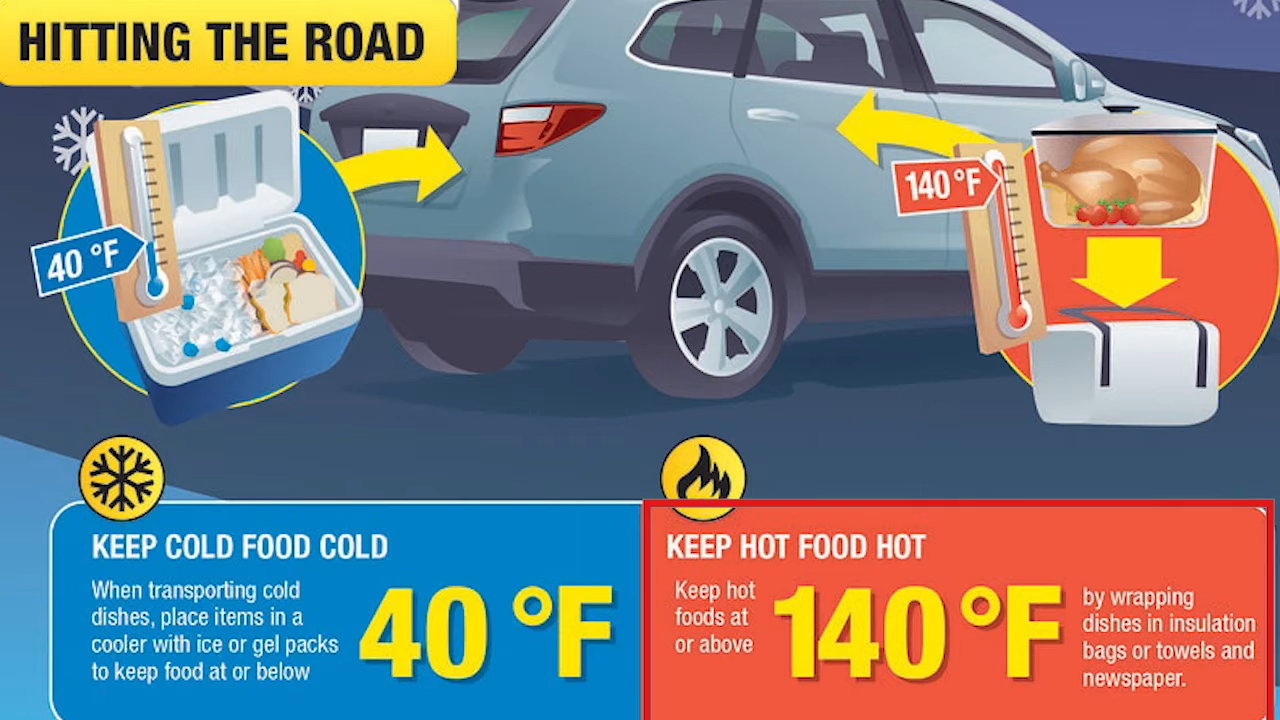 HITTING THE ROAD
40 °F
140 °F
KEEP COLD FOOD COLD
When transporting cold
dishes, place items in a
cooler with ice or gel packs
to keep food at or below
40 °F
KEEP HOT FOOD HOT
Keep hot
foods at
or above
140 °F
by wrapping
dishes in insulation
bags or towels and
newspaper.